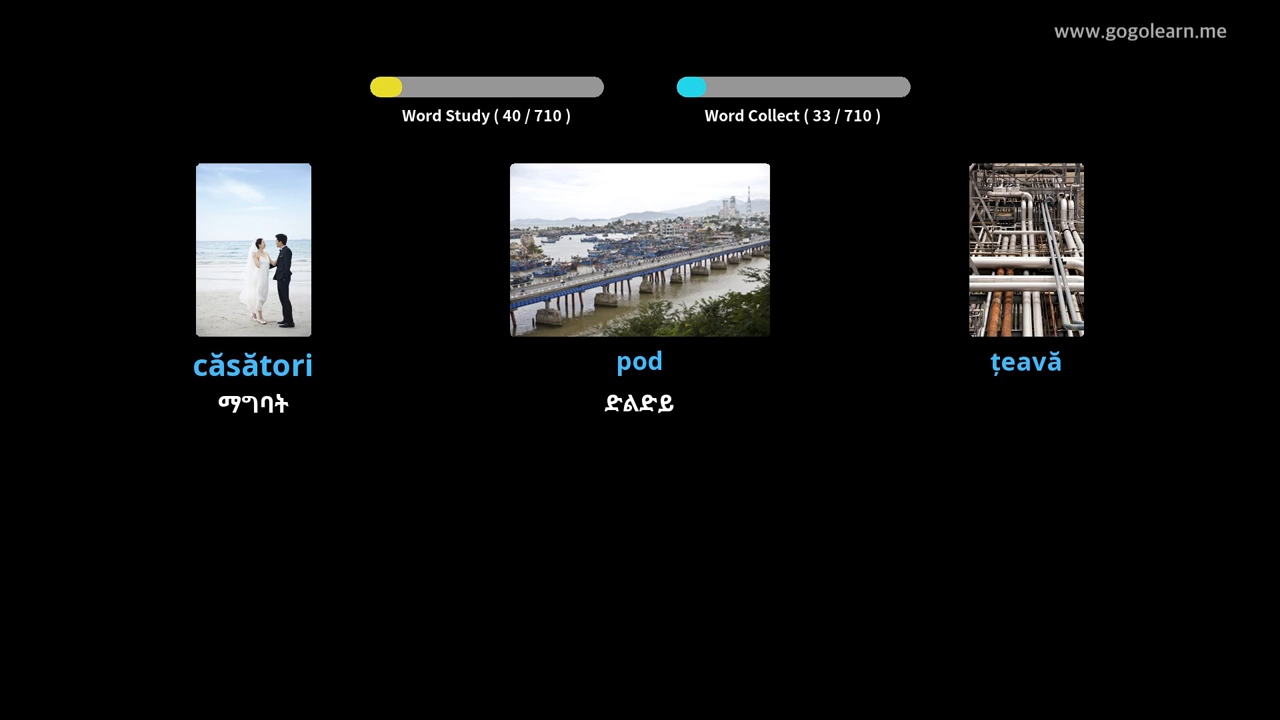 www.gogolearn.me
Word Study ( 40 / 710 )
Word Collect ( 33 / 710 )
căsători
pod
țeavă
ማግባት
ድልድይ